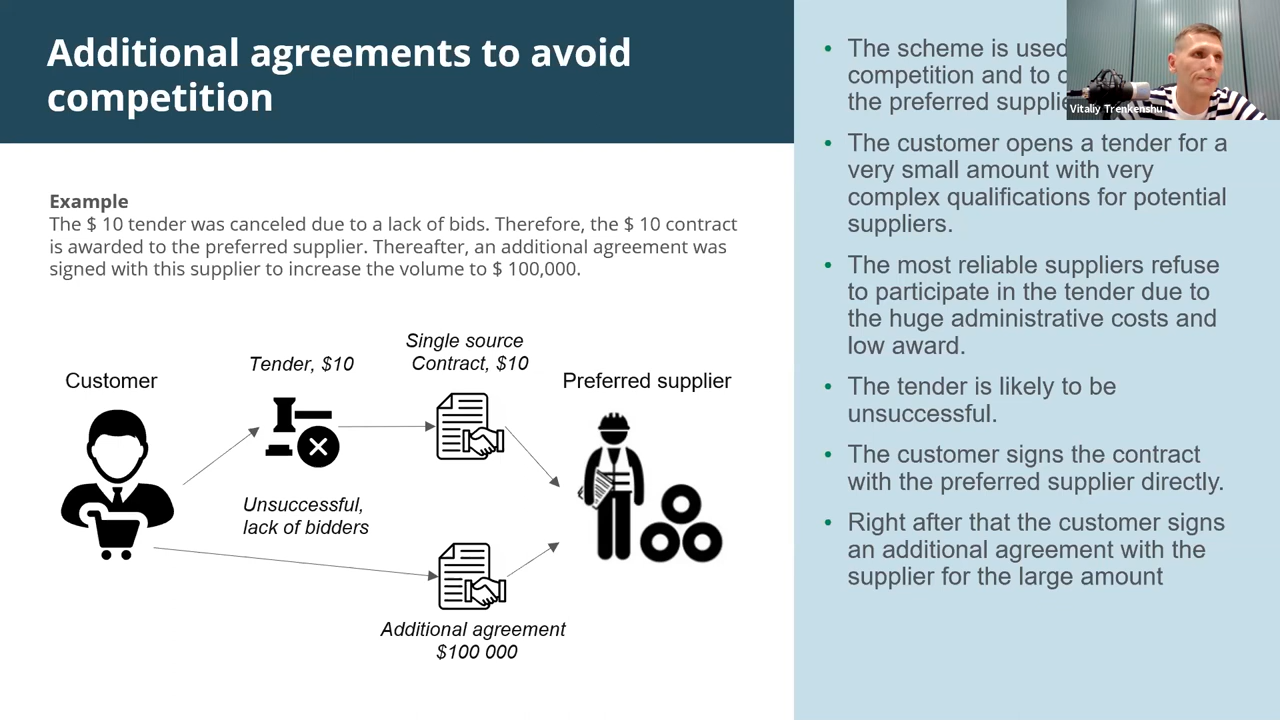 Additional agreements to avoid
competition
Example
The $ 10 tender was canceled due to a lack of bids. Therefore, the $ 10 contract
is awarded to the preferred supplier. Thereafter, an additional agreement was
signed with this supplier to increase the volume to $ 100,000.
Customer
Tender, $10
Unsuccessful,
lack of bidders
Single source
Contract, $10
Preferred supplier
Additional agreement
$100 000
• The scheme is used
competition and to
the preferred
• The customer opens a tender for a
very small amount with very
complex qualifications for potential
suppliers.
• The most reliable suppliers refuse
to participate in the tender due to
the huge administrative costs and
low award.
• The tender is likely to be
unsuccessful.
• The customer signs the contract
with the preferred supplier directly.
• Right after that the customer signs
an additional agreement with the
supplier for the large amount
Vitaliy Trenkenshu